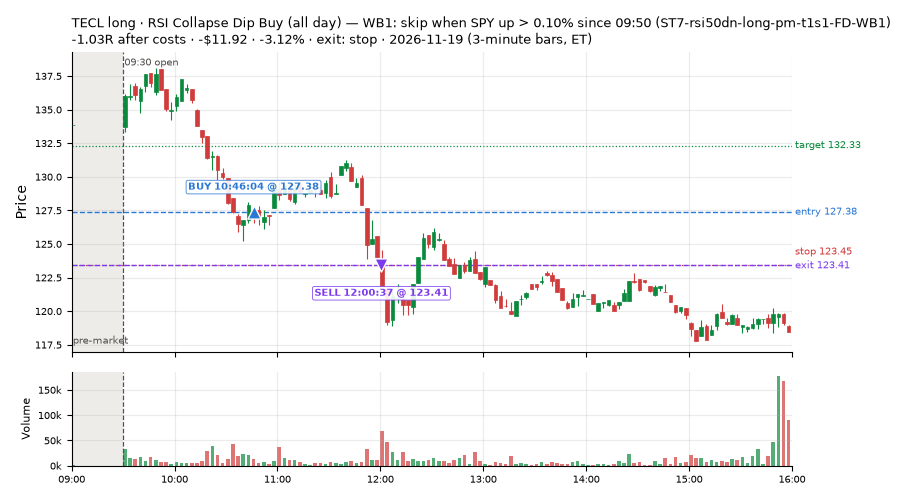 TECL long · RSI Collapse Dip Buy (all day) — WB1: skip when SPY up > 0.10% since 09:50 (ST7-rsi50dn-long-pm-t1s1-FD-WB1)
-1.03R after costs · -$11.92 · -3.12% · exit: stop · 2026-11-19 (3-minute bars, ET)
09:30 open
137.5
135.0
132.5
130.0
127.5
125.0
122.5
120.0
117.5
Price
target 132.33
BUY 10:46:04 @ 127.38
entry 127.38
stop 123.45
exit 123.41
SELL 12:00:37 @ 123.41
pre-market
150k
100k
50k
0k
Volume
09:00
10:00
11:00
12:00
13:00
14:00
15:00
16:00